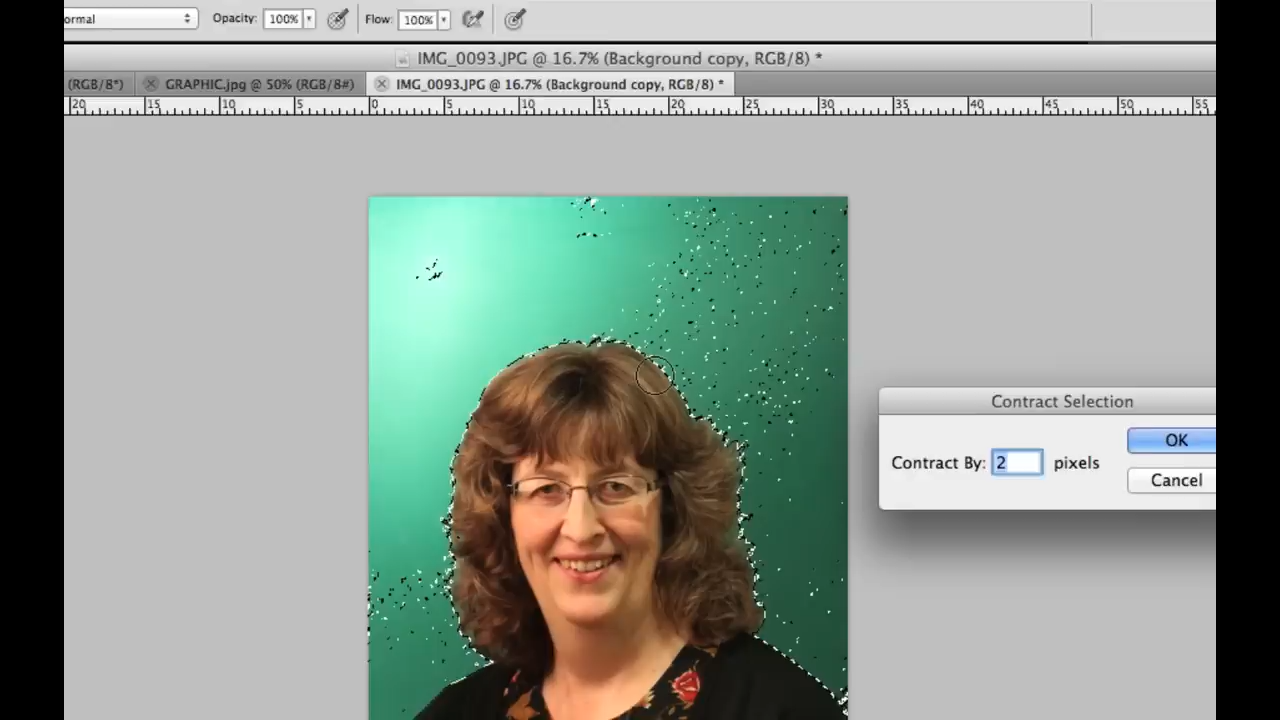 ormal Opacity: 100% Flow: 100%
IMG_0093.JPG @ 16.7% (Background copy, RGB/8) *
(RGB/8*) GRAPHIC.jpg @ 50% (RGB/8#) IMG_0093.JPG @ 16.7% (Background copy, RGB/8) *
20 15 10 5 0 5 10 15 20 25 30 35 40 45 50 55
Contract Selection
OK
Contract By: 2 pixels
Cancel